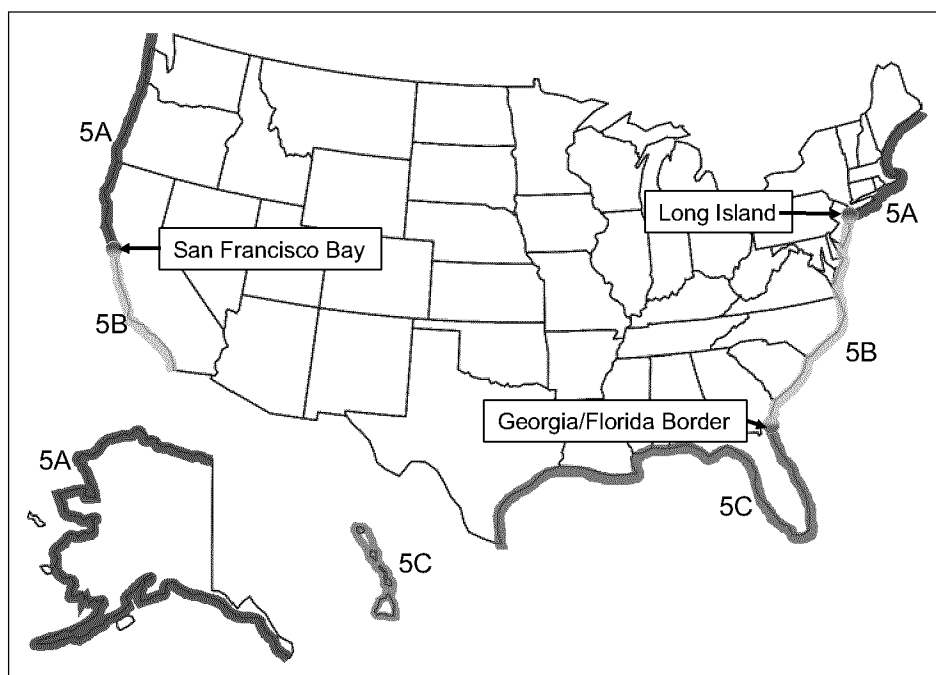 5A
Long Island
5A
San Francisco Bay
5B
5B
Georgia/Florida Border
5A
5C
5C